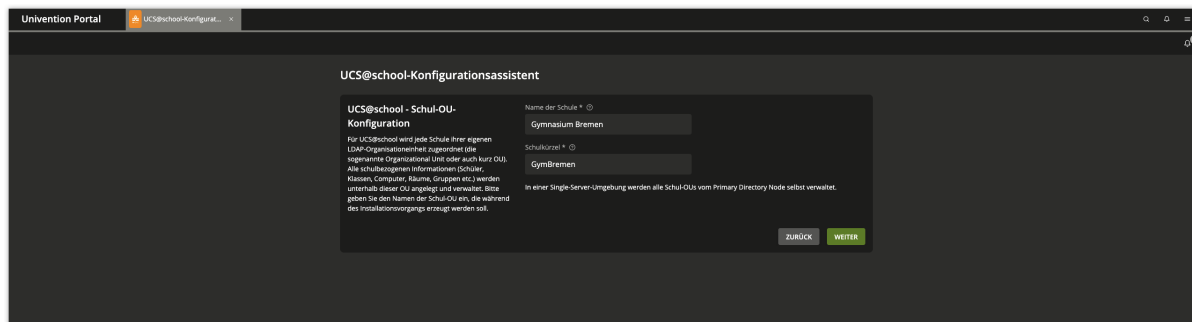 Univention Portal
UCS@school-Konfigurat...
UCS@school-Konfigurationsassistent
UCS@school - Schul-OU-
Konfiguration
Für UCS@school wird jede Schule ihrer eigenen
LDAP-Organisationeinheit zugeordnet (die
sogenannte Organizational Unit oder auch kurz OU).
Alle schulbezogenen Informationen (Schüler,
Klassen, Computer, Räume, Gruppen etc.) werden
unterhalb dieser OU angelegt und verwaltet. Bitte
geben Sie den Namen der Schul-OU ein, die während
des Installationsvorgangs erzeugt werden soll.
Name der Schule *
Gymnasium Bremen
Schulkürzel *
GymBremen
In einer Single-Server-Umgebung werden alle Schul-OUs vom Primary Directory Node selbst verwaltet.
ZURÜCK
WEITER